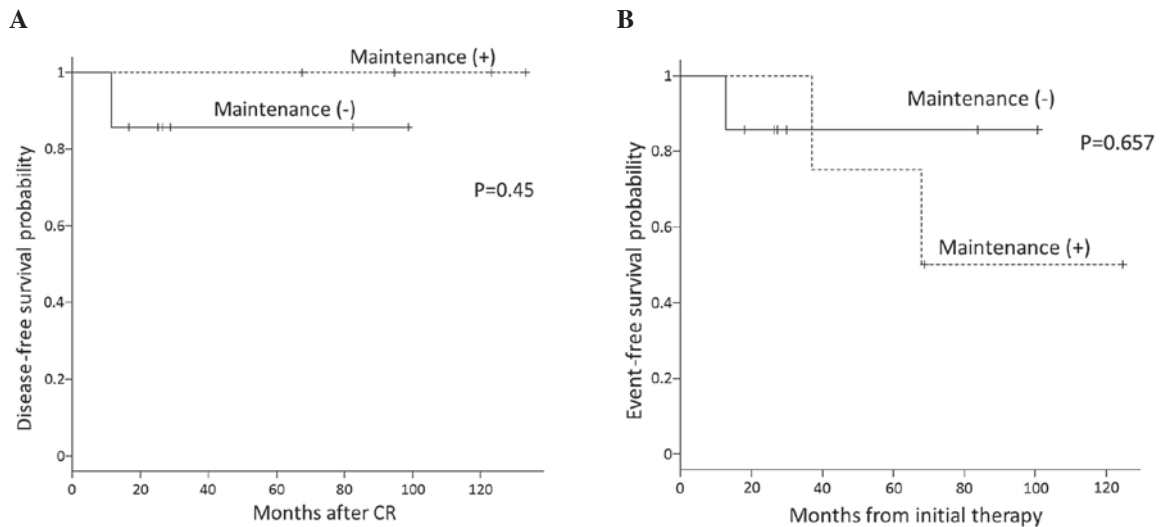 A
Maintenance (+)
1
Maintenance (-)
0.8
P=0.45
0.6
0.4
0.2
0
0 20 40 60 80 100 120
Disease-free survival probability
Months after CR
B
1
Maintenance (-)
P=0.657
0.8
0.6
Maintenance (+)
0.4
0.2
0
0 20 40 60 80 100 120
Event-free survival probability
Months from initial therapy